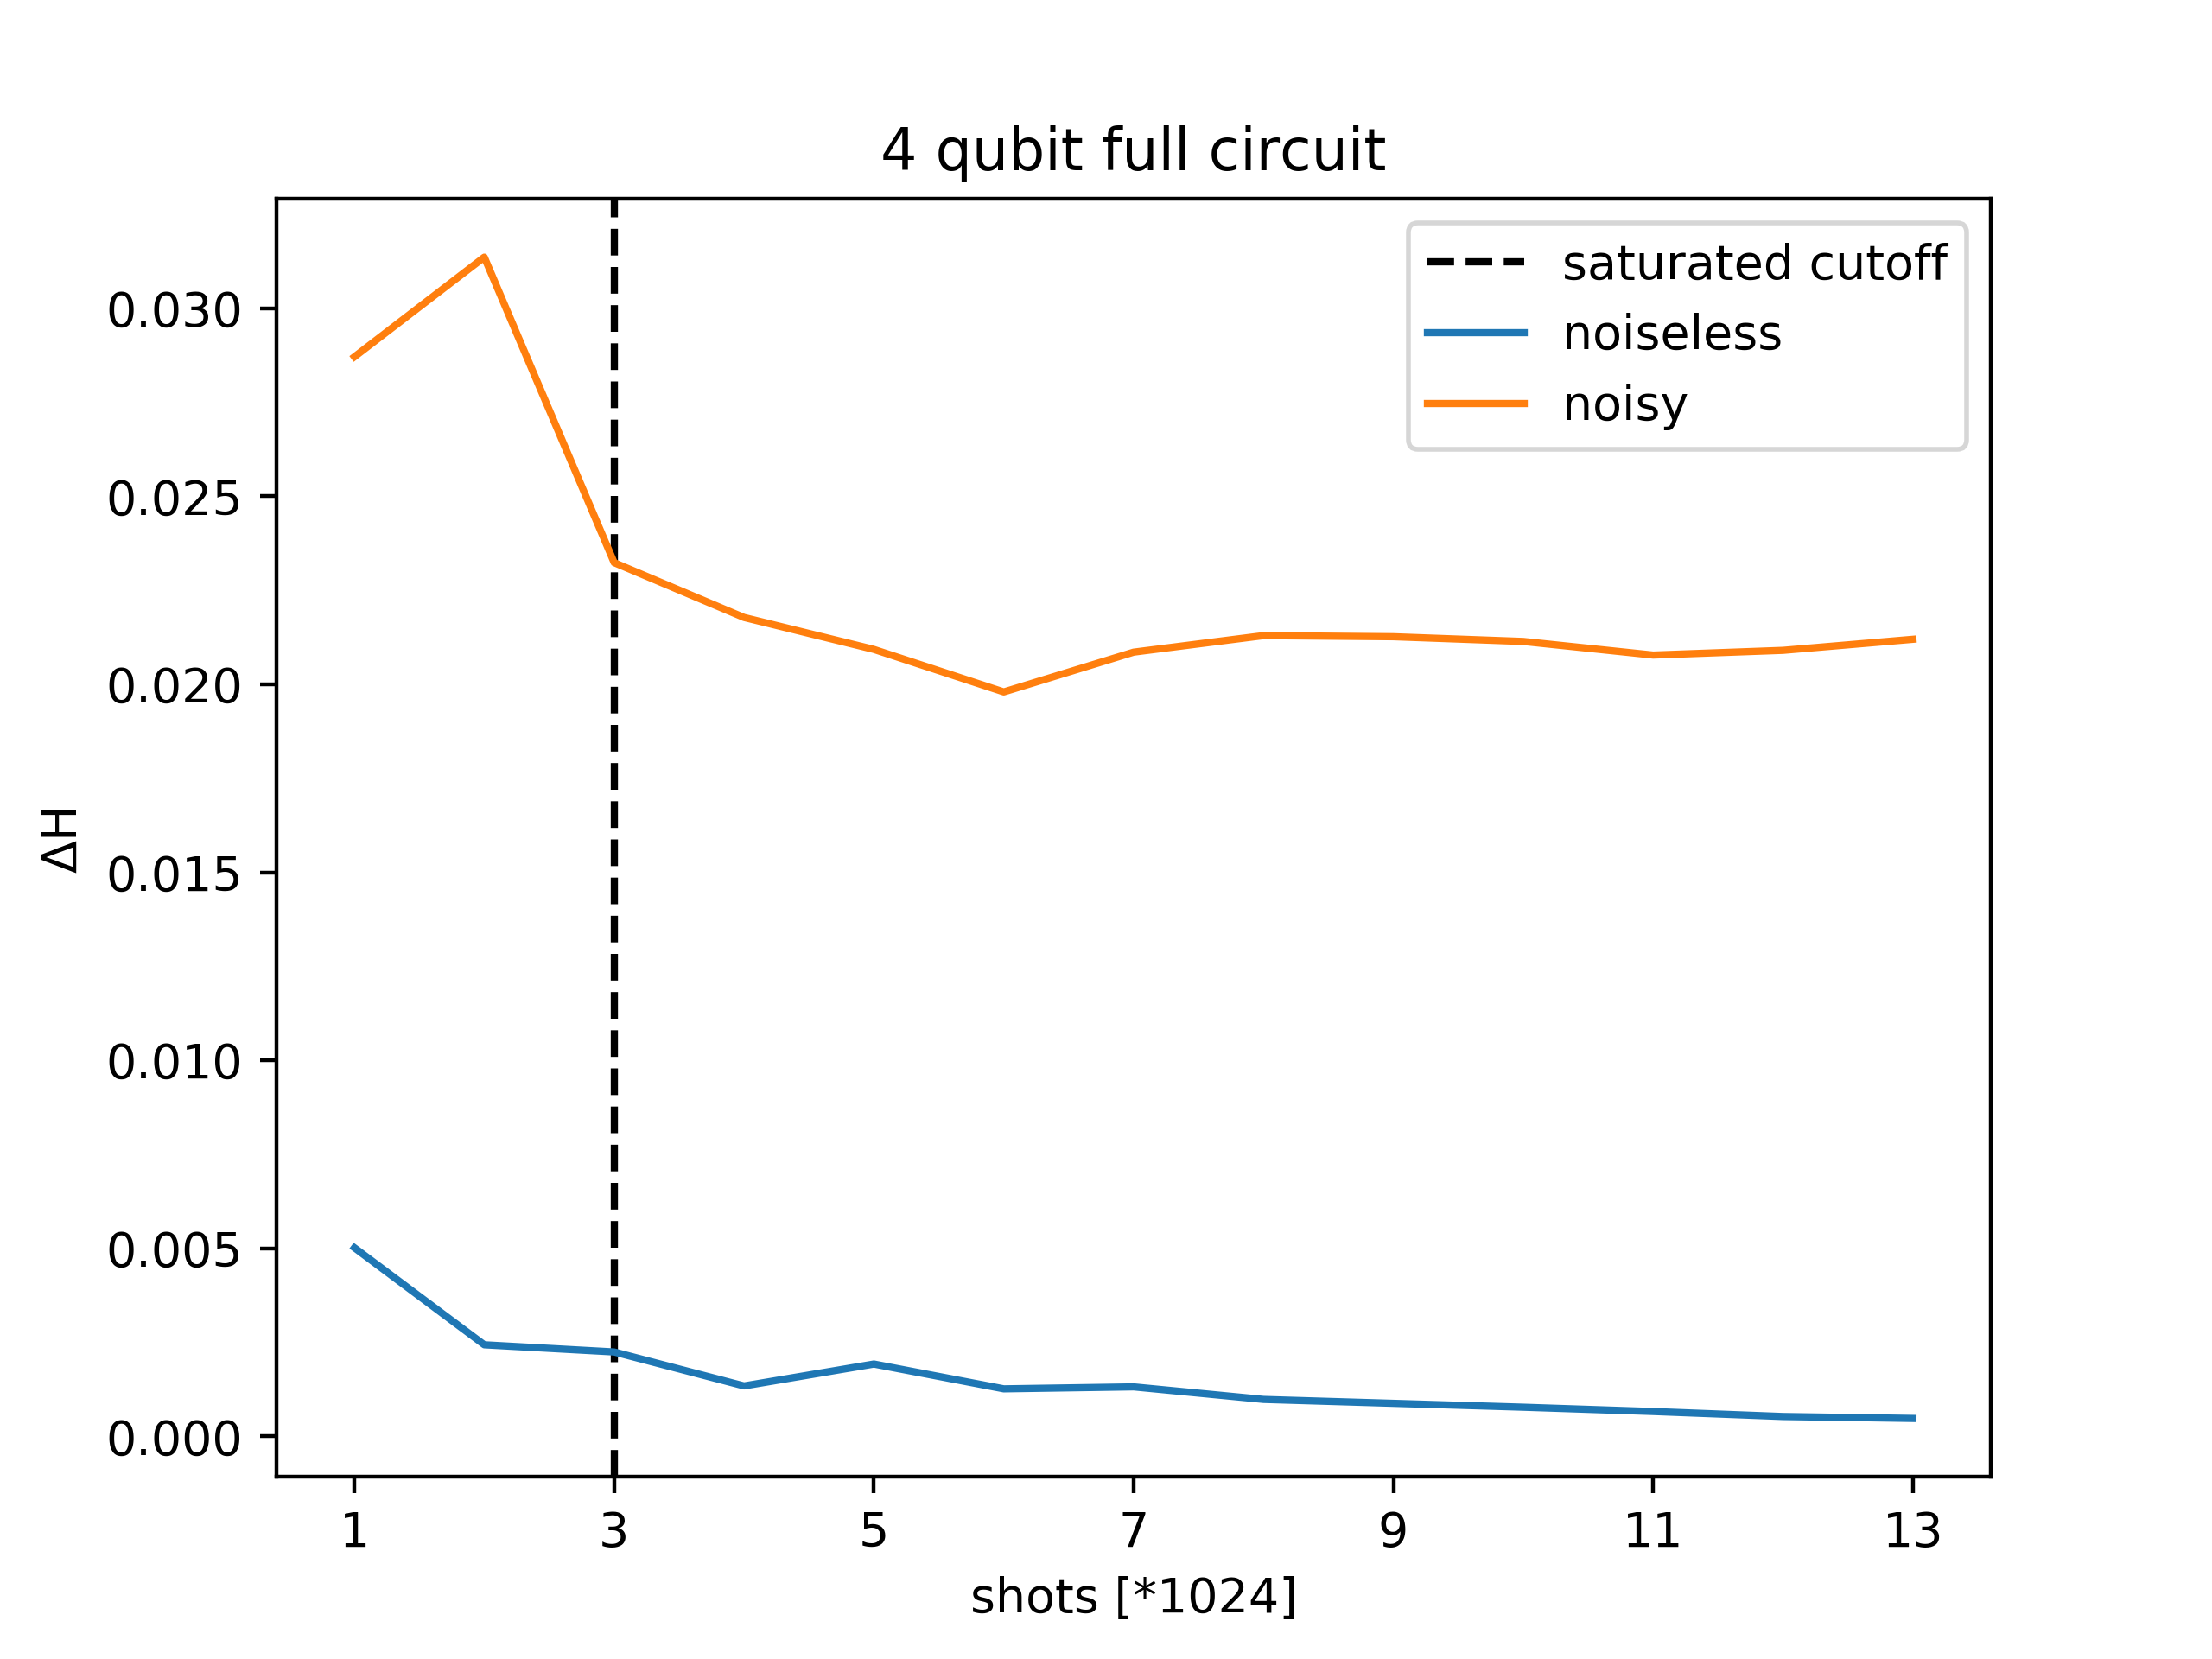 4 qubit full circuit
saturated cutoff
noiseless
noisy
0.030
0.025
0.020
0.015
0.010
0.005
0.000
ΔH
1 3 5 7 9 11 13
shots [*1024]